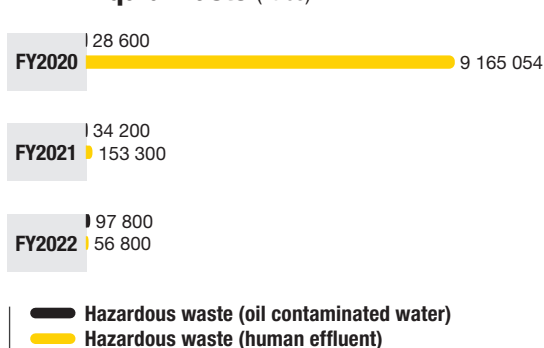 28 600
FY2020
9 165 054
34 200
FY2021
153 300
97 800
FY2022
56 800
Hazardous waste (oil contaminated water)
Hazardous waste (human effluent)